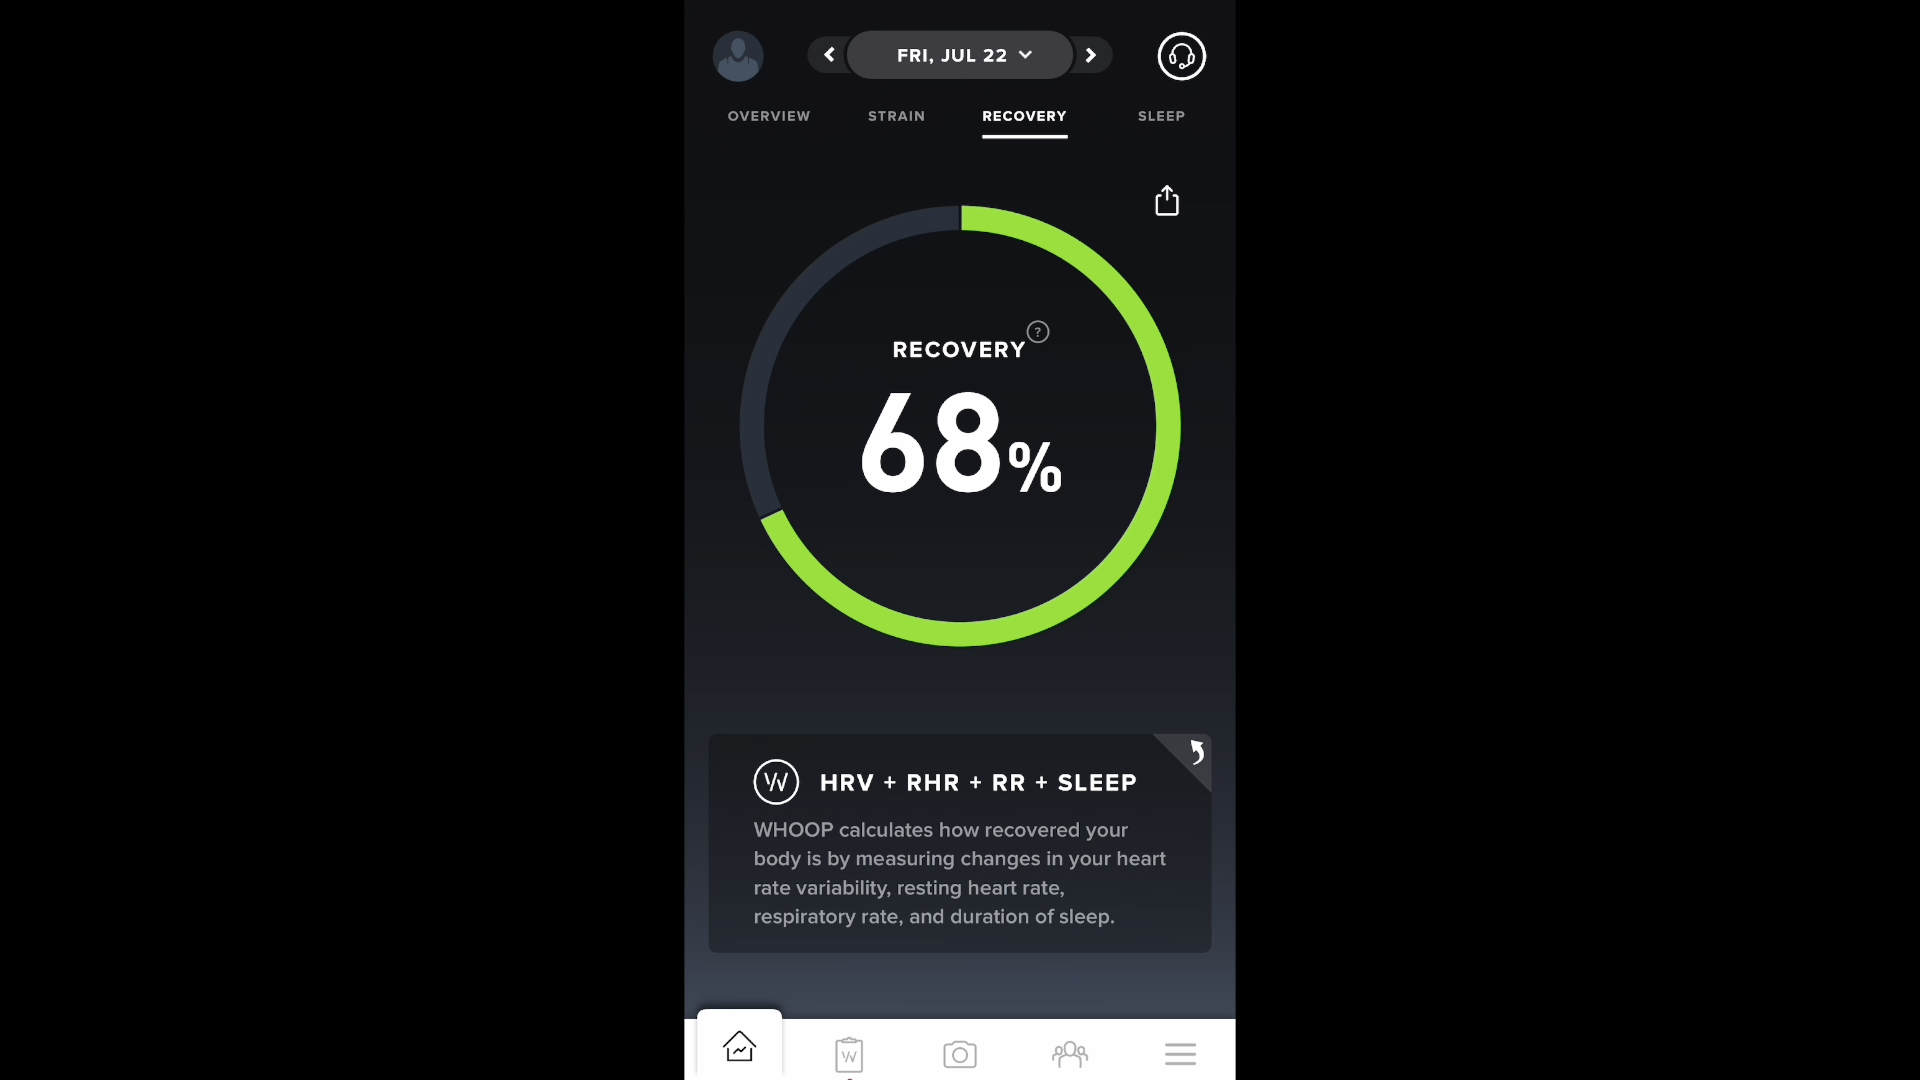 FRI, JUL 22
OVERVIEW STRAIN RECOVERY SLEEP
RECOVERY ?
68%
W HRV + RHR + RR + SLEEP
WHOOP calculates how recovered your
body is by measuring changes in your heart
rate variability, resting heart rate,
respiratory rate, and duration of sleep.
W